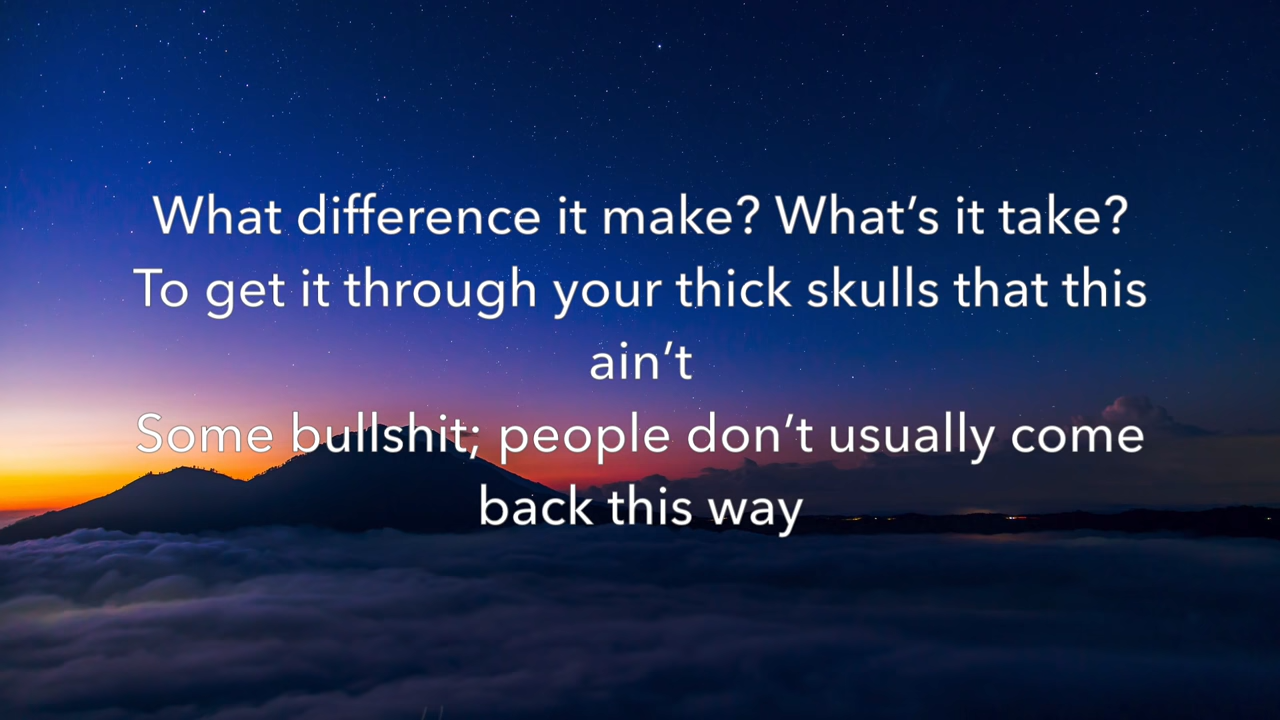 What difference it make? What’s it take?
To get it through your thick skulls that this
ain’t
Some bullshit; people don’t usually come
back this way